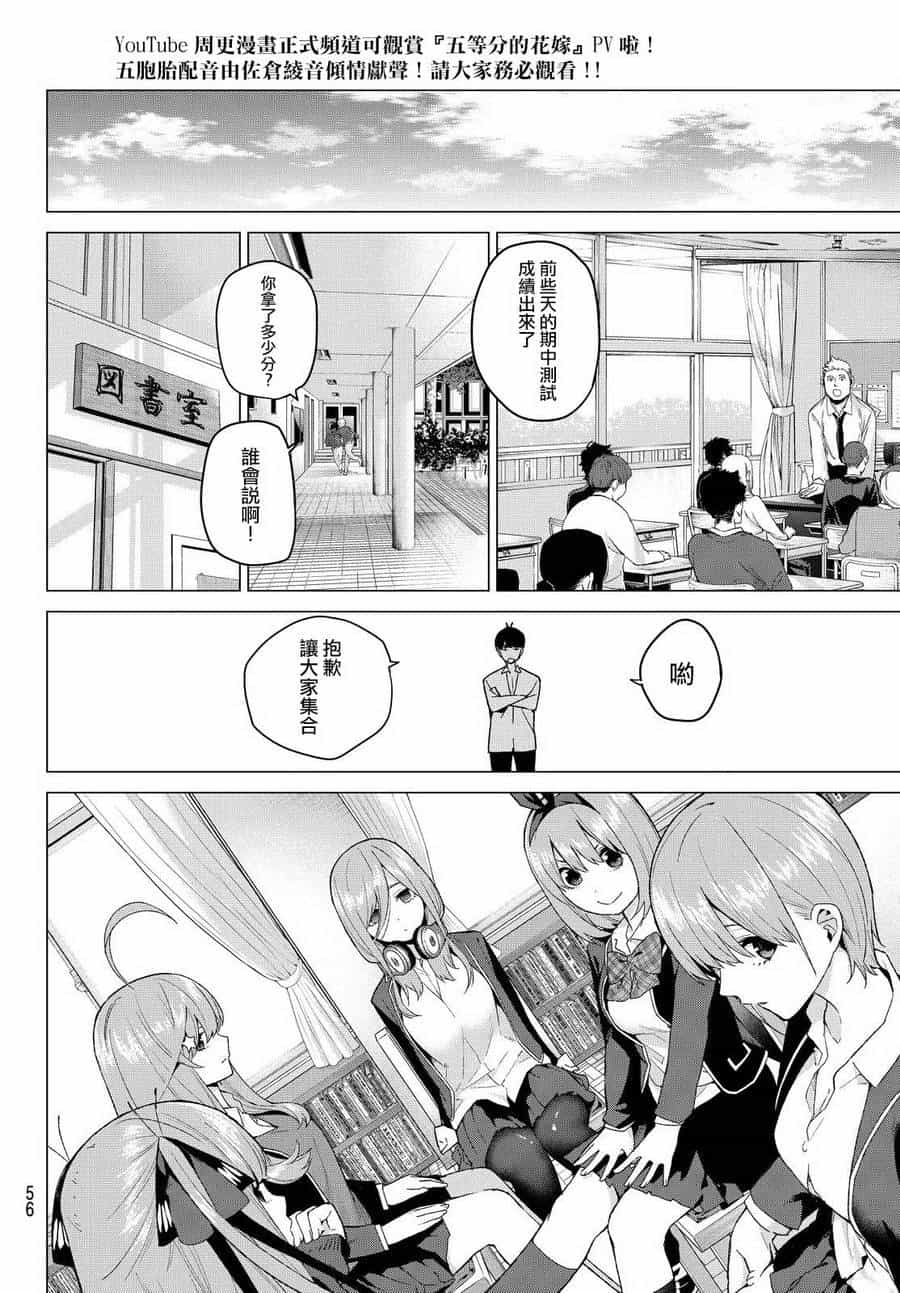 YouTube 周更漫畫正式頻道可觀賞『五等分的花嫁』PV 啦！
五胞胎配音由佐倉綾音傾情獻聲！請大家務必觀看！！
前些天的期中測試
成績出來了
你拿了多少分？
誰會説啊！
図書室
喲
抱歉
讓大家集合
56